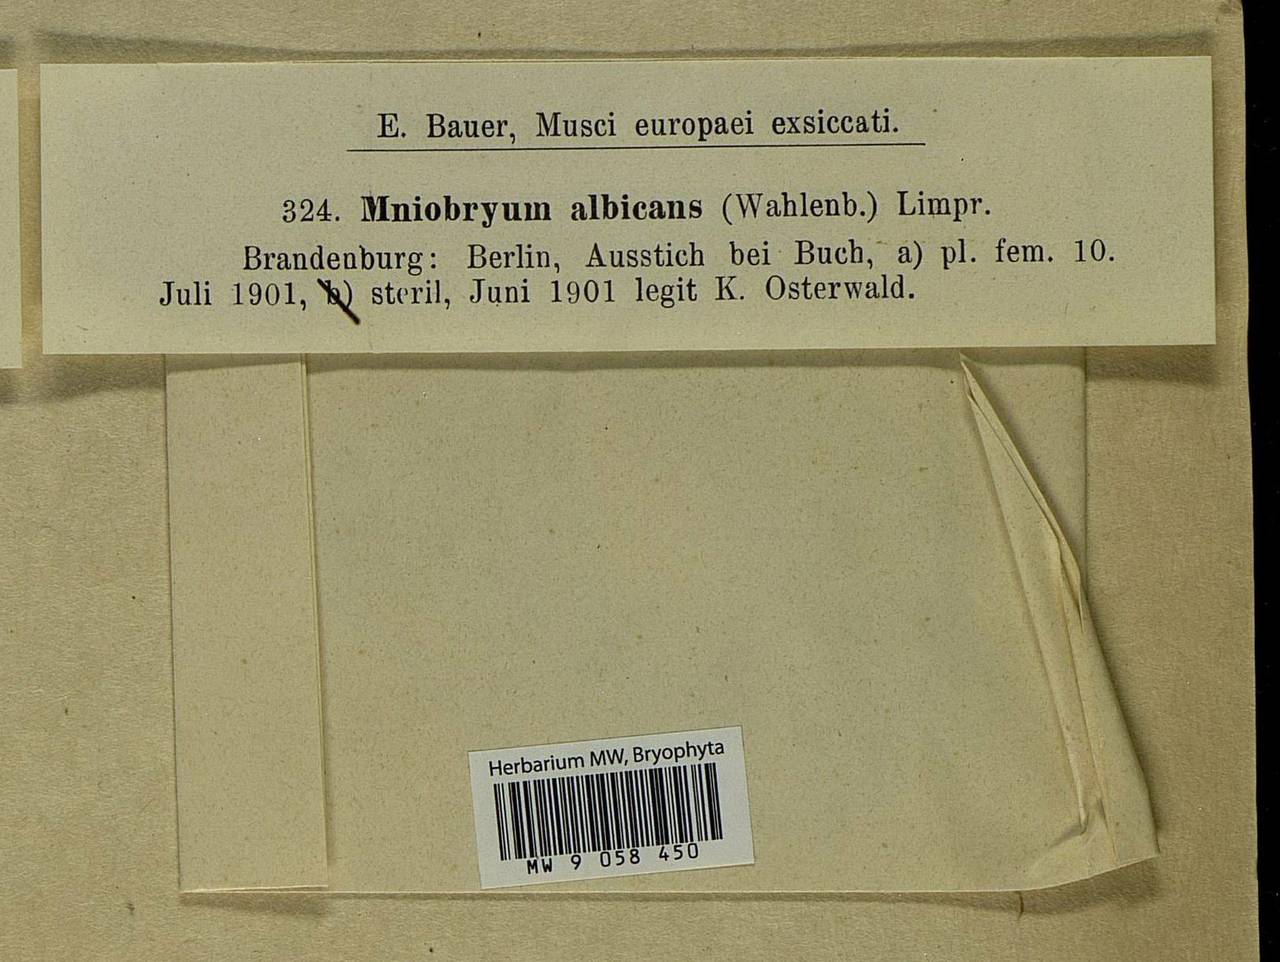 E. Bauer, Musci europaei exsiccati.
324. Mniobryum albicans (Wahlenb.) Limpr.
Brandenburg: Berlin, Ausstich bei Buch, a) pl. fem. 10.
Juli 1901, b) steril, Juni 1901 legit K. Osterwald.
Herbarium MW, Bryophyta
MW 9 058 450